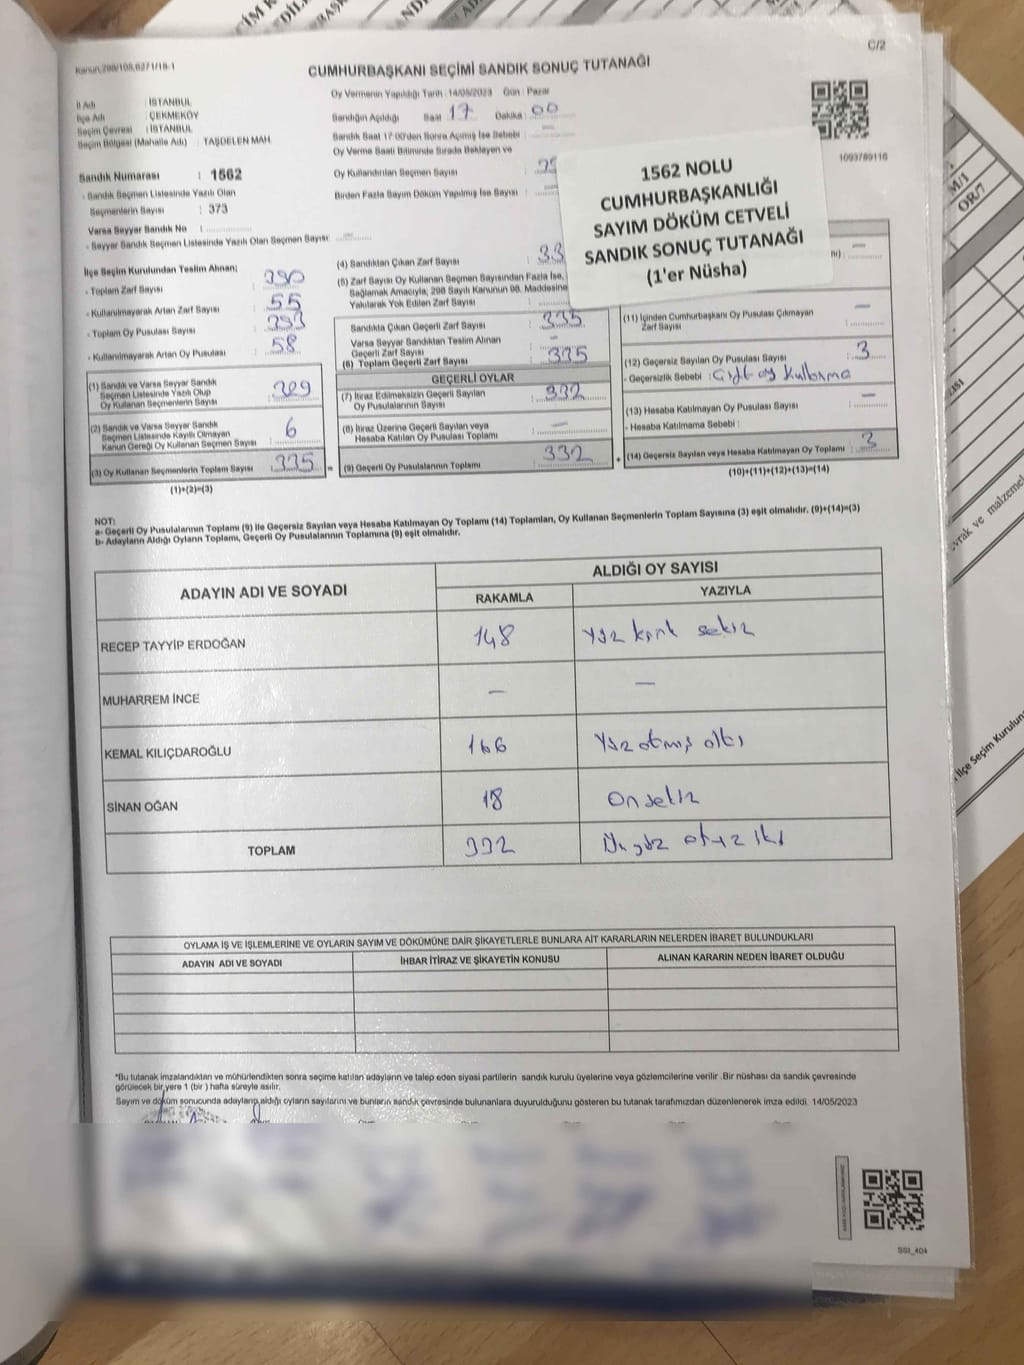 C/2
Kanun,298/105,6271/18-1
CUMHURBAŞKANI SEÇİMİ SANDIK SONUÇ TUTANAĞI
İl Adı : İSTANBUL
İlçe Adı : ÇEKMEKÖY
Seçim Çevresi : İSTANBUL
Seçim Bölgesi (Mahalle Adı) : TAŞDELEN MAH.
Oy Vermenin Yapıldığı Tarih :14/05/2023 Gün : Pazar
Sandığın Açıldığı Saat 17 Dakika : 00
Sandık Saat 17:00'den Sonra Açılmış İse Sebebi : —
Oy Verme Saati Bitiminde Sırada Bekleyen ve
Oy Kullandırılan Seçmen Sayısı :
Birden Fazla Sayım Döküm Yapılmış İse Sayısı : —
1093789116
1562 NOLU
CUMHURBAŞKANLIĞI
SAYIM DÖKÜM CETVELİ
SANDIK SONUÇ TUTANAĞI
(1'er Nüsha)
Sandık Numarası : 1562
- Sandık Seçmen Listesinde Yazılı Olan
Seçmenlerin Sayısı : 373
Varsa Seyyar Sandık No :
- Seyyar Sandık Seçmen Listesinde Yazılı Olan Seçmen Sayısı: —
İlçe Seçim Kurulundan Teslim Alınan;
- Toplam Zarf Sayısı : 390
- Kullanılmayarak Artan Zarf Sayısı : 55
- Toplam Oy Pusulası Sayısı : 393
- Kullanılmayarak Artan Oy Pusulası : 58
(1) Sandık ve Varsa Seyyar Sandık
Seçmen Listesinde Yazılı Olup
Oy Kullanan Seçmenlerin Sayısı : 329
(2) Sandık ve Varsa Seyyar Sandık
Seçmen Listesinde Kayıtlı Olmayan
Kanun Gereği Oy Kullanan Seçmen Sayısı : 6
(3) Oy Kullanan Seçmenlerin Toplam Sayısı : 335 =
(1)+(2)=(3)
(4) Sandıktan Çıkan Zarf Sayısı : 33
(5) Zarf Sayısı Oy Kullanan Seçmen Sayısından Fazla İse,
Sağlamak Amacıyla, 298 Sayılı Kanunun 98. Maddesine
Yakılarak Yok Edilen Zarf Sayısı :
Sandıkta Çıkan Geçerli Zarf Sayısı : 335
Varsa Seyyar Sandıktan Teslim Alınan
Geçerli Zarf Sayısı : —
(6) Toplam Geçerli Zarf Sayısı : 335
GEÇERLİ OYLAR
(7) İtiraz Edilmeksizin Geçerli Sayılan
Oy Pusulalarının Sayısı : 332
(8) İtiraz Üzerine Geçerli Sayılan veya
Hesaba Katılan Oy Pusulası Toplamı : —
(9) Geçerli Oy Pusulalarının Toplamı : 332 +
: —
(11) İçinden Cumhurbaşkanı Oy Pusulası Çıkmayan
Zarf Sayısı : —
(12) Geçersiz Sayılan Oy Pusulası Sayısı : 3
- Geçersizlik Sebebi : Çift oy kullanma
(13) Hesaba Katılmayan Oy Pusulası Sayısı : —
- Hesaba Katılmama Sebebi :
(14) Geçersiz Sayılan veya Hesaba Katılmayan Oy Toplamı : 3
(10)+(11)+(12)+(13)=(14)
NOT:
a- Geçerli Oy Pusulalarının Toplamı (9) ile Geçersiz Sayılan veya Hesaba Katılmayan Oy Toplamı (14) Toplamları, Oy Kullanan Seçmenlerin Toplam Sayısına (3) eşit olmalıdır. (9)+(14)=(3)
b- Adayların Aldığı Oyların Toplamı, Geçerli Oy Pusulalarının Toplamına (9) eşit olmalıdır.
ADAYIN ADI VE SOYADI
ALDIĞI OY SAYISI
RAKAMLA YAZIYLA
RECEP TAYYİP ERDOĞAN 148 Yüz kırk sekiz
MUHARREM İNCE — —
KEMAL KILIÇDAROĞLU 166 Yüz atmış altı
SİNAN OĞAN 18 Onsekiz
TOPLAM 332 Üç yüz otuz iki
OYLAMA İŞ VE İŞLEMLERİNE VE OYLARIN SAYIM VE DÖKÜMÜNE DAİR ŞİKAYETLERLE BUNLARA AİT KARARLARIN NELERDEN İBARET BULUNDUKLARI
ADAYIN ADI VE SOYADI İHBAR İTİRAZ VE ŞİKAYETİN KONUSU ALINAN KARARIN NEDEN İBARET OLDUĞU
*Bu tutanak imzalandıktan ve mühürlendikten sonra seçime katılan adayların ve talep eden siyasi partilerin sandık kurulu üyelerine veya gözlemcilerine verilir .Bir nüshası da sandık çevresinde
görülecek bir yere 1 (bir ) hafta süreyle asılır.
Sayım ve döküm sonucunda adayların aldığı oyların sayılarını ve bunların sandık çevresinde bulunanlara duyurulduğunu gösteren bu tutanak tarafımızdan düzenlenerek imza edildi. 14/05/2023
SSI_404
M/1
OR/7
evrak ve malzemel
İlçe Seçim Kurulun